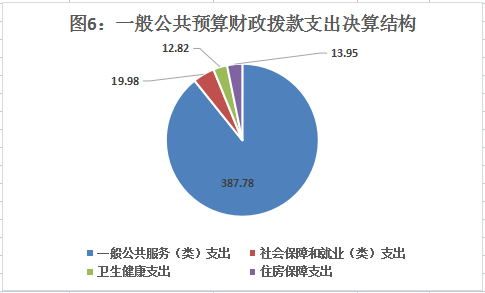 图6：一般公共预算财政拨款支出决算结构
12.82
13.95
19.98
387.78
一般公共服务（类）支出
社会保障和就业（类）支出
卫生健康支出
住房保障支出